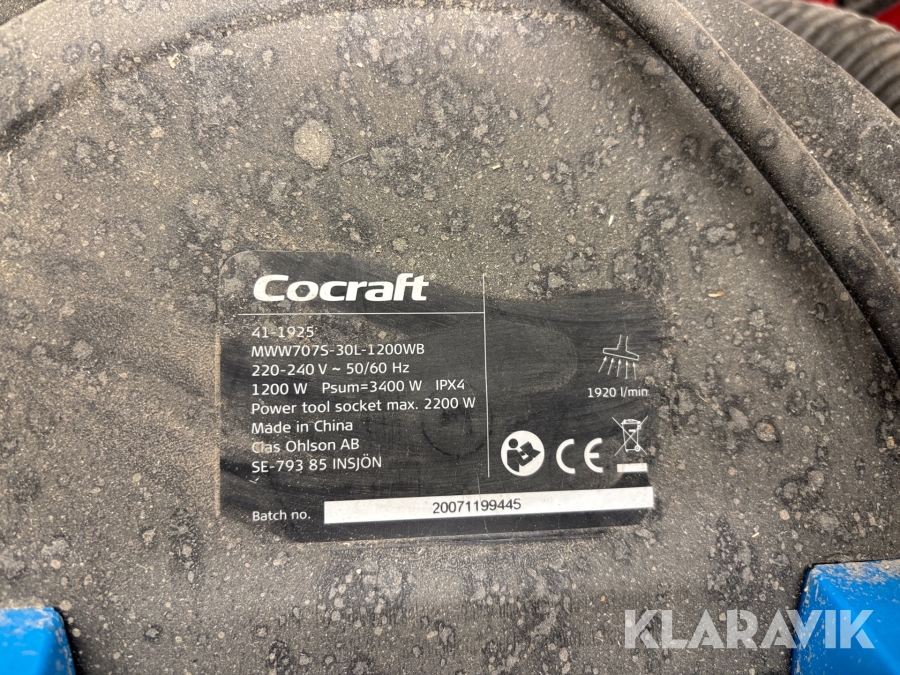 Cocraft
41-1925
MWW707S-30L-1200WB
220-240 V ~ 50/60 Hz
1200 W Psum=3400 W IPX4
Power tool socket max. 2200 W
Made in China
Clas Ohlson AB
SE-793 85 INSJÖN
1920 l/min
CE
Batch no. 20071199445
KLARAVIK